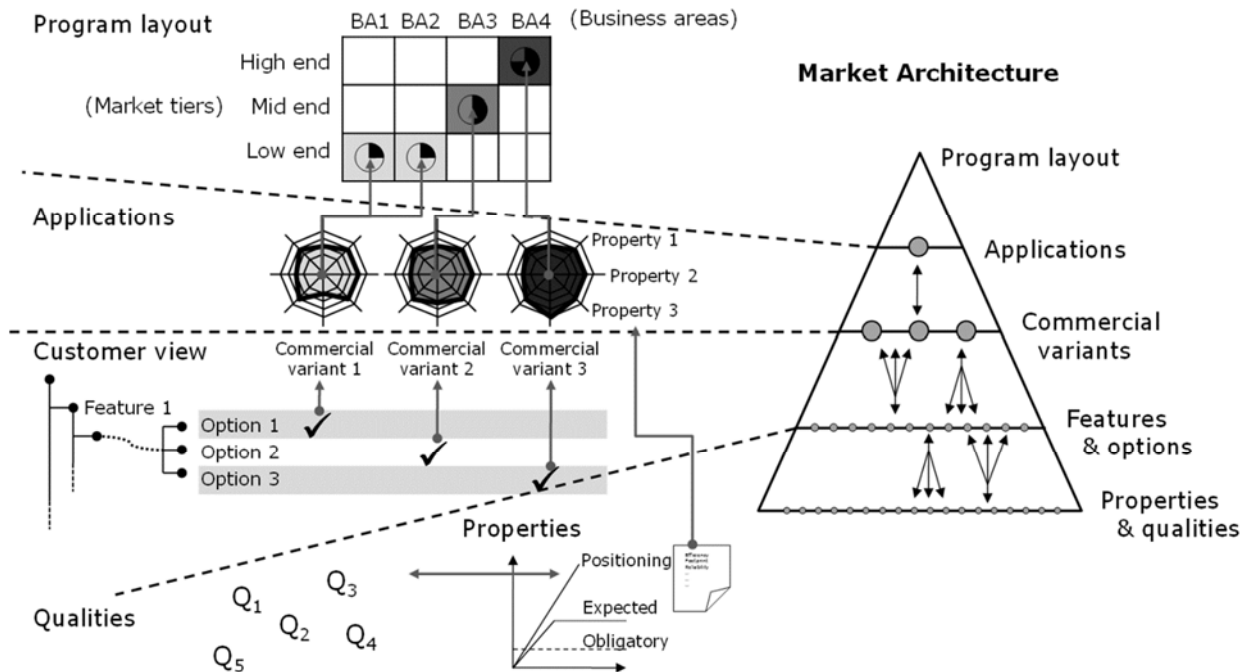 Program layout
BA1 BA2 BA3 BA4 (Business areas)
High end
(Market tiers) Mid end
Low end
Market Architecture
Program layout
Applications
Commercial
variants
Features
& options
Properties
& qualities
Applications
Property 1
Property 2
Property 3
Customer view
Commercial
variant 1
Commercial
variant 2
Commercial
variant 3
Feature 1
Option 1
Option 2
Option 3
Properties
Positioning
Expected
Obligatory
Efficiency
Footprint
Reliability
Qualities
Q1
Q2
Q3
Q4
Q5